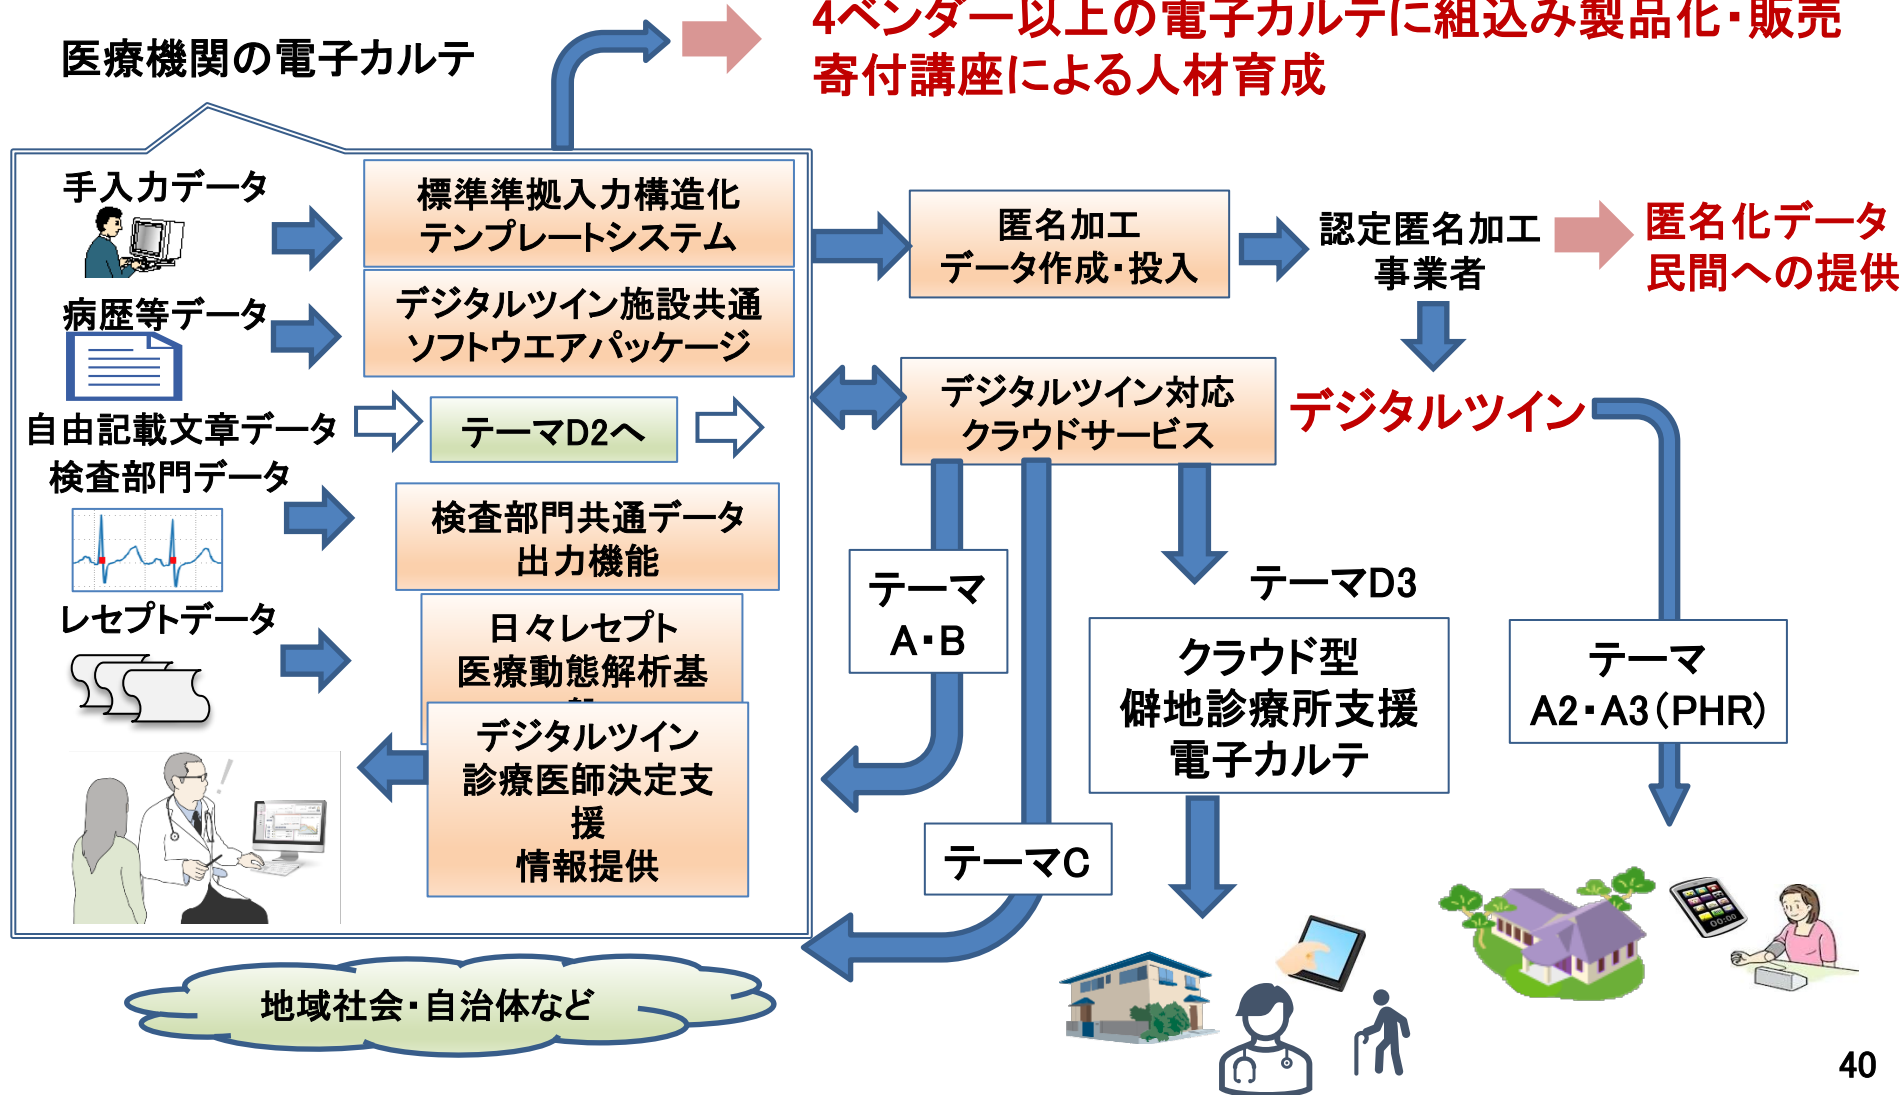 4ベンダー以上の電子カルテに組込み製品化・販売
寄付講座による人材育成
医療機関の電子カルテ
手入力データ
標準準拠入力構造化
テンプレートシステム
病歴等データ
デジタルツイン施設共通
ソフトウエアパッケージ
自由記載文章データ
テーマD2へ
検査部門データ
検査部門共通データ
出力機能
レセプトデータ
日々レセプト
医療動態解析基
デジタルツイン
診療医師決定支
援
情報提供
匿名加工
データ作成・投入
認定匿名加工
事業者
匿名化データ
民間への提供
デジタルツイン対応
クラウドサービス
デジタルツイン
テーマ
A・B
テーマC
テーマD3
クラウド型
僻地診療所支援
電子カルテ
テーマ
A2・A3(PHR)
00:00
地域社会・自治体など
40